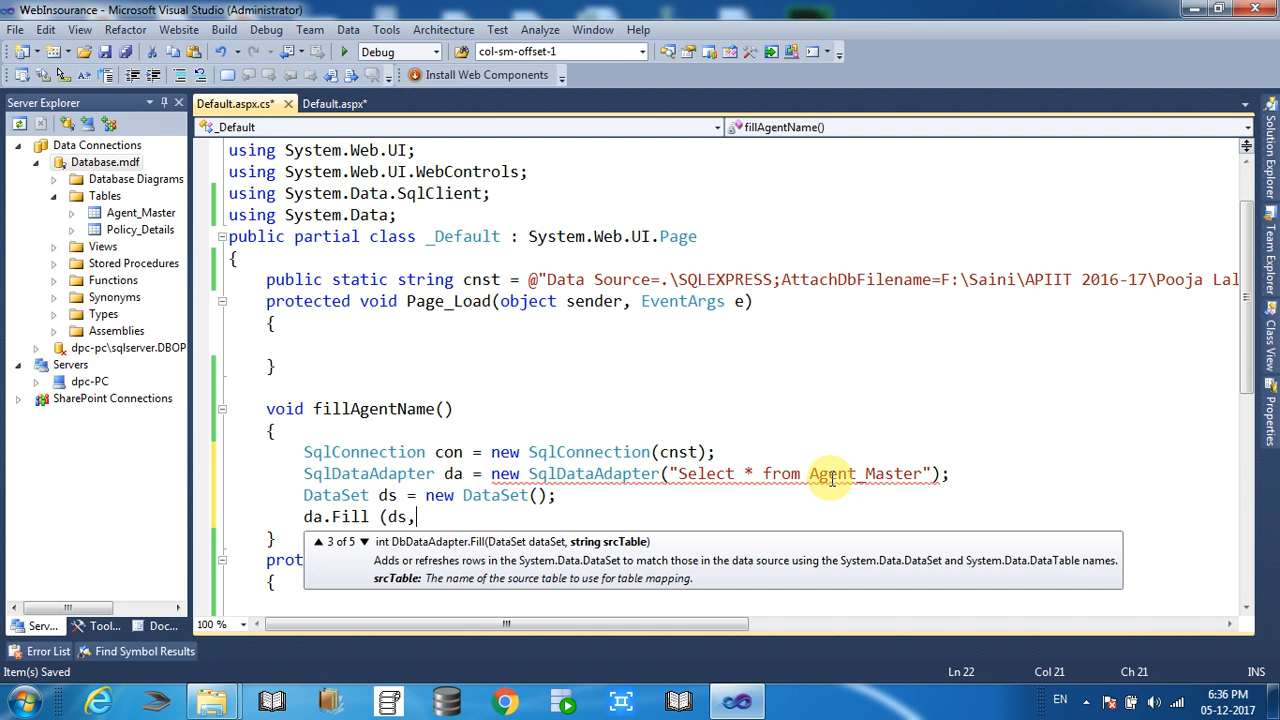 WebInsourance - Microsoft Visual Studio (Administrator)
File Edit View Refactor Website Build Debug Team Data Tools Architecture Test Analyze Window Help
Debug col-sm-offset-1
Install Web Components
Server Explorer
Default.aspx.cs* Default.aspx*
_Default fillAgentName()
Data Connections
Database.mdf
Database Diagrams
Tables
Agent_Master
Policy_Details
Views
Stored Procedures
Functions
Synonyms
Types
Assemblies
dpc-pc\sqlserver.DBOP
Servers
dpc-PC
SharePoint Connections
using System.Web.UI;
using System.Web.UI.WebControls;
using System.Data.SqlClient;
using System.Data;
public partial class _Default : System.Web.UI.Page
{
public static string cnst = @"Data Source=.\SQLEXPRESS;AttachDbFilename=F:\Saini\APIIT 2016-17\Pooja Lal
protected void Page_Load(object sender, EventArgs e)
{
}
void fillAgentName()
{
SqlConnection con = new SqlConnection(cnst);
SqlDataAdapter da = new SqlDataAdapter("Select * from Agent_Master");
DataSet ds = new DataSet();
da.Fill (ds,
}
prot
{
3 of 5 int DbDataAdapter.Fill(DataSet dataSet, string srcTable)
Adds or refreshes rows in the System.Data.DataSet to match those in the data source using the System.Data.DataSet and System.Data.DataTable names.
srcTable: The name of the source table to use for table mapping.
Solution Explorer
Team Explorer
Class View
Properties
Serv... Tool... Doc...
100 %
Error List Find Symbol Results
Item(s) Saved Ln 22 Col 21 Ch 21 INS
EN 6:36 PM
05-12-2017